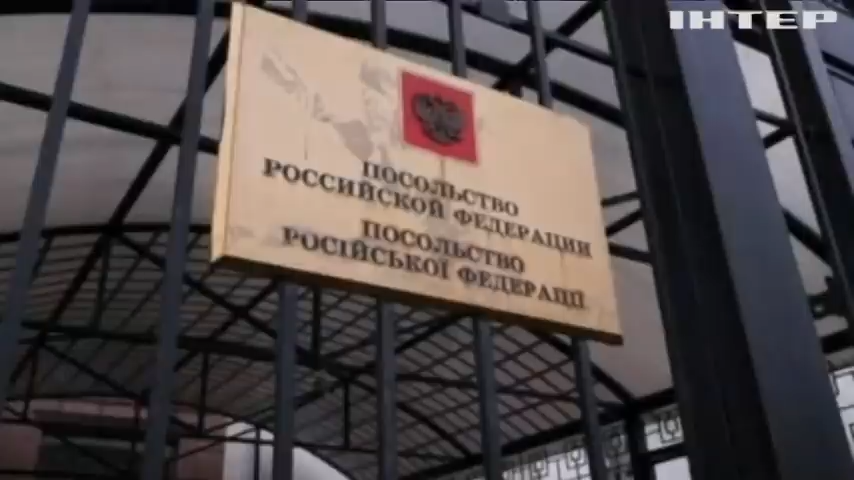 ІНТЕР
ПОСОЛЬСТВО
РОССИЙСКОЙ ФЕДЕРАЦИИ
ПОСОЛЬСТВО
РОСІЙСЬКОЇ ФЕДЕРАЦІЇ